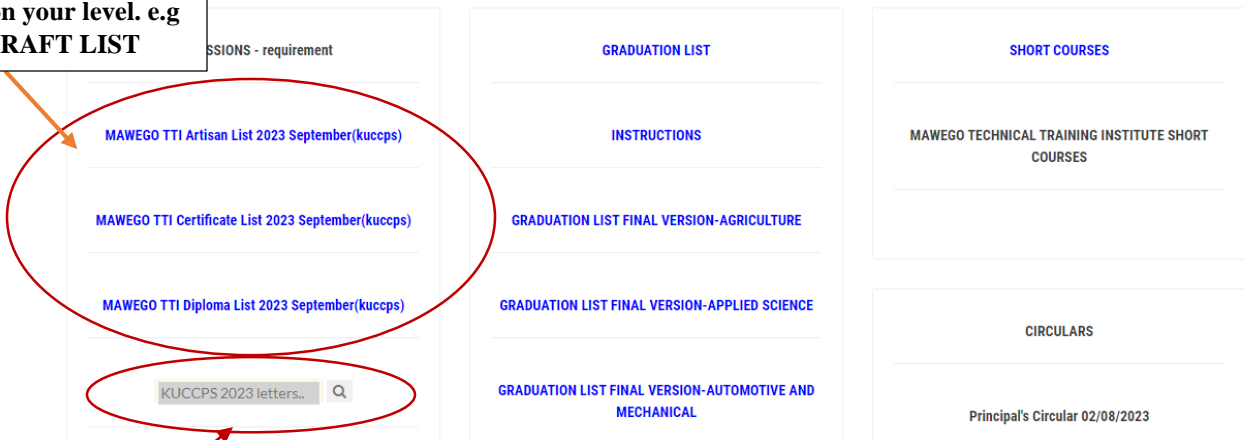 on your level. e.g
RAFT LIST
SSIONS - requirement
MAWEGO TTI Artisan List 2023 September(kuccps)
MAWEGO TTI Certificate List 2023 September(kuccps)
MAWEGO TTI Diploma List 2023 September(kuccps)
KUCCPS 2023 letters..
GRADUATION LIST
INSTRUCTIONS
GRADUATION LIST FINAL VERSION-AGRICULTURE
GRADUATION LIST FINAL VERSION-APPLIED SCIENCE
GRADUATION LIST FINAL VERSION-AUTOMOTIVE AND
MECHANICAL
SHORT COURSES
MAWEGO TECHNICAL TRAINING INSTITUTE SHORT
COURSES
CIRCULARS
Principal's Circular 02/08/2023